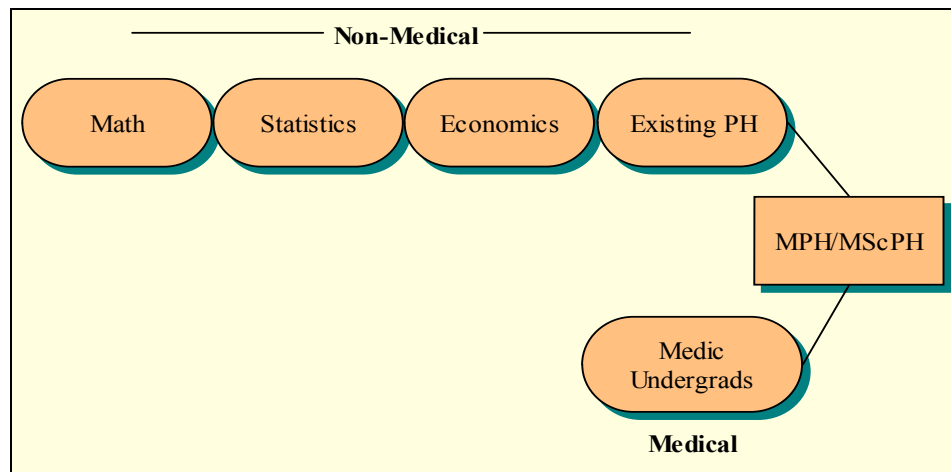 Non-Medical
Math
Statistics
Economics
Existing PH
MPH/MScPH
Medic
Undergrads
Medical